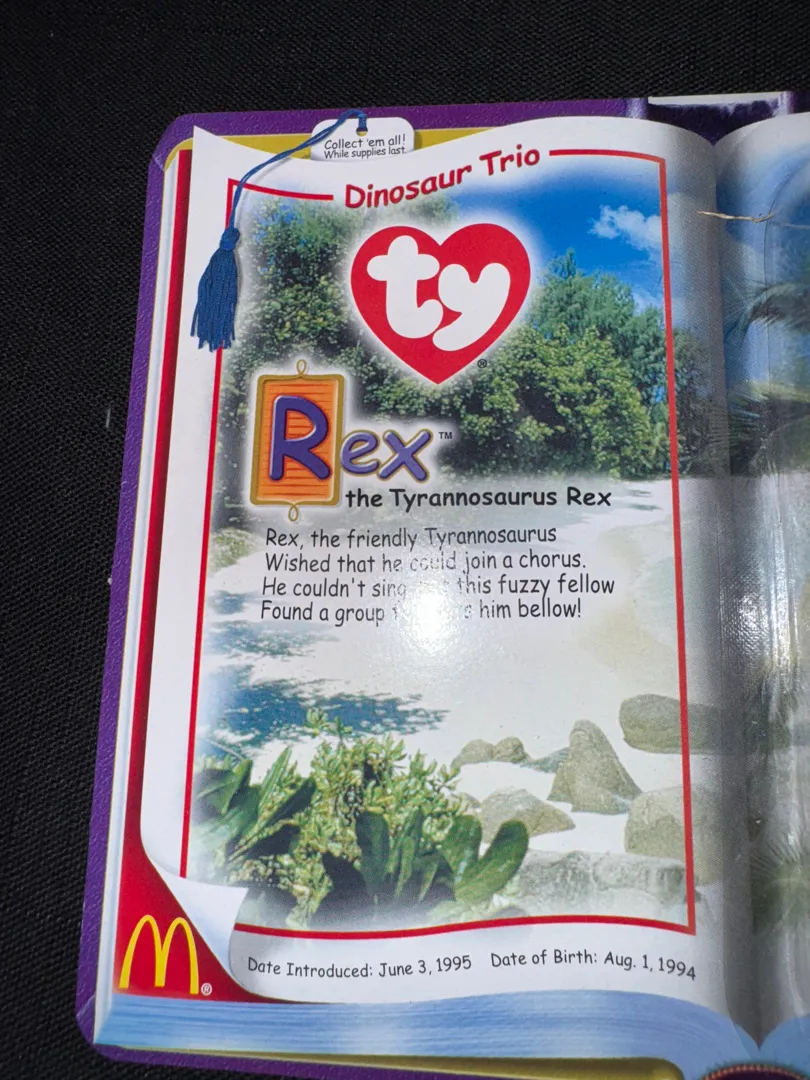 Collect 'em all!
While supplies last.
Dinosaur Trio
ty
Rex™
the Tyrannosaurus Rex
Rex, the friendly Tyrannosaurus
Wished that he could join a chorus.
He couldn't sing this fuzzy fellow
Found a group him bellow!
Date Introduced: June 3, 1995 Date of Birth: Aug. 1, 1994